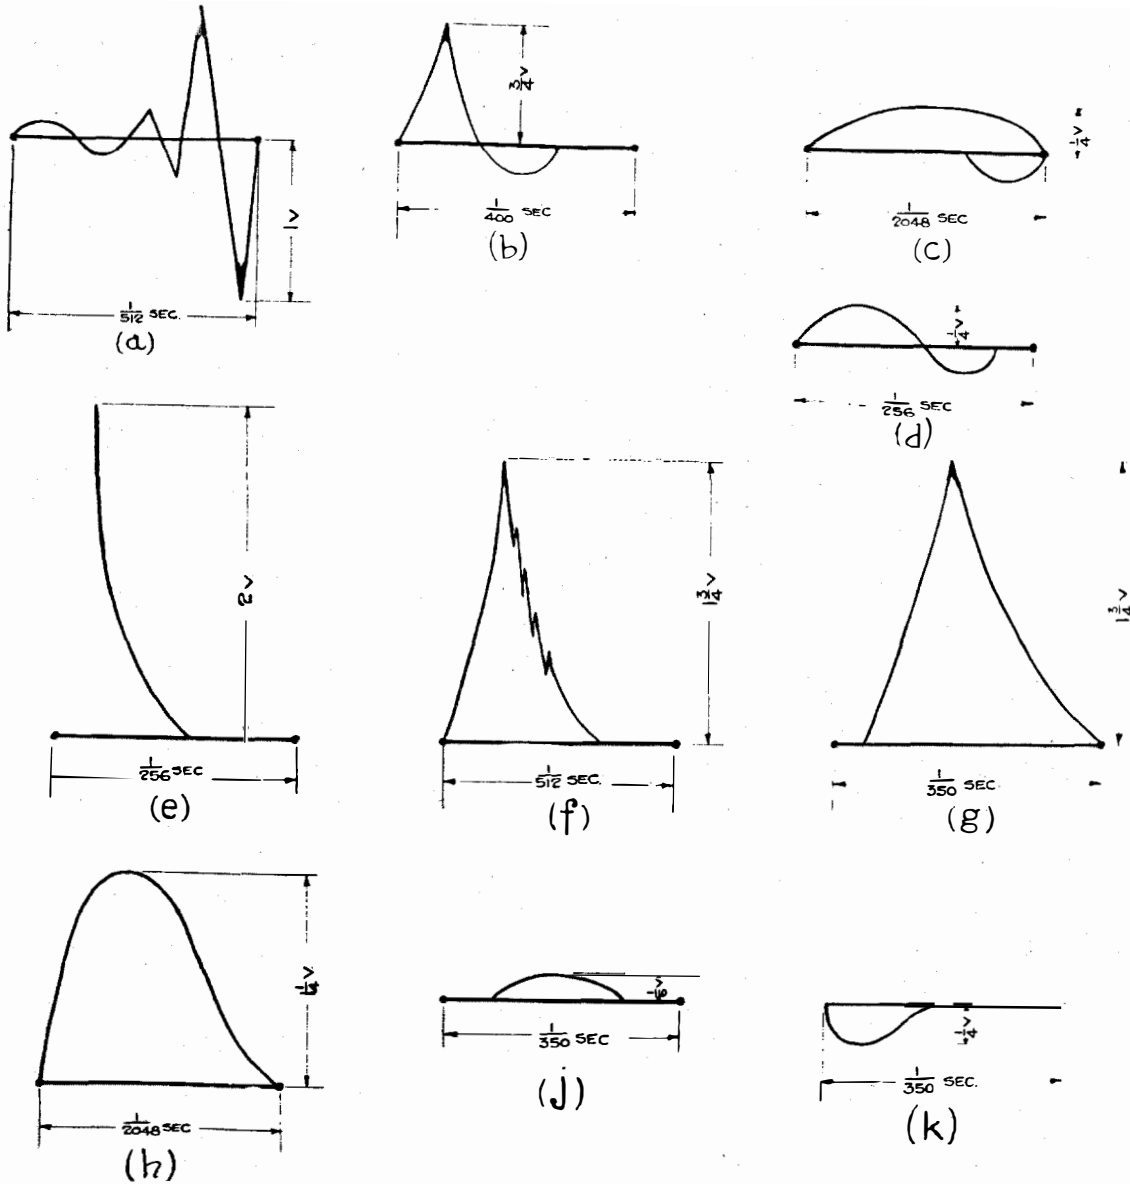 1V
1/512 SEC.
(a)
3/4 V
1/400 SEC
(b)
1/4 V
1/2048 SEC
(c)
1/4 V
1/256 SEC
(d)
2V
1/256 SEC
(e)
1 3/4 V
1/512 SEC.
(f)
1 3/4 V
1/350 SEC
(g)
1/2048 SEC
(h)
1/350 SEC
(j)
1/4 V
1/350 SEC.
(k)